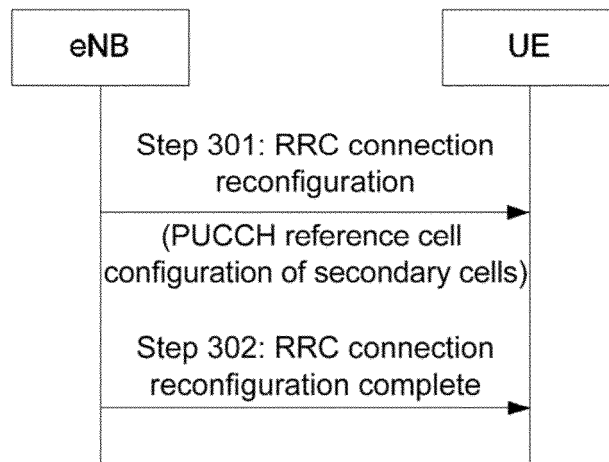 eNB
UE
Step 301: RRC connection
reconfiguration
(PUCCH reference cell
configuration of secondary cells)
Step 302: RRC connection
reconfiguration complete